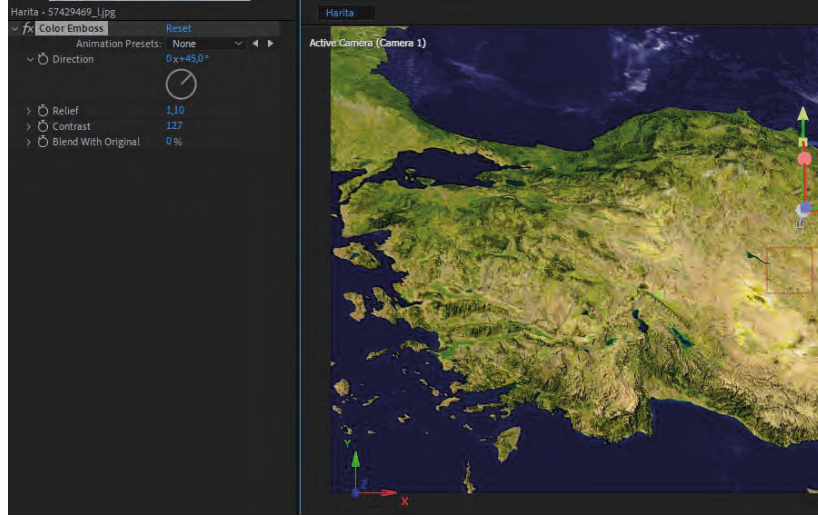 Harita - 57429469_l.jpg
fx Color Emboss Reset
Animation Presets: None
Direction 0x+45,0°
Relief 1,10
Contrast 127
Blend With Original 0%
Harita
Active Camera (Camera 1)
Y
Z
X